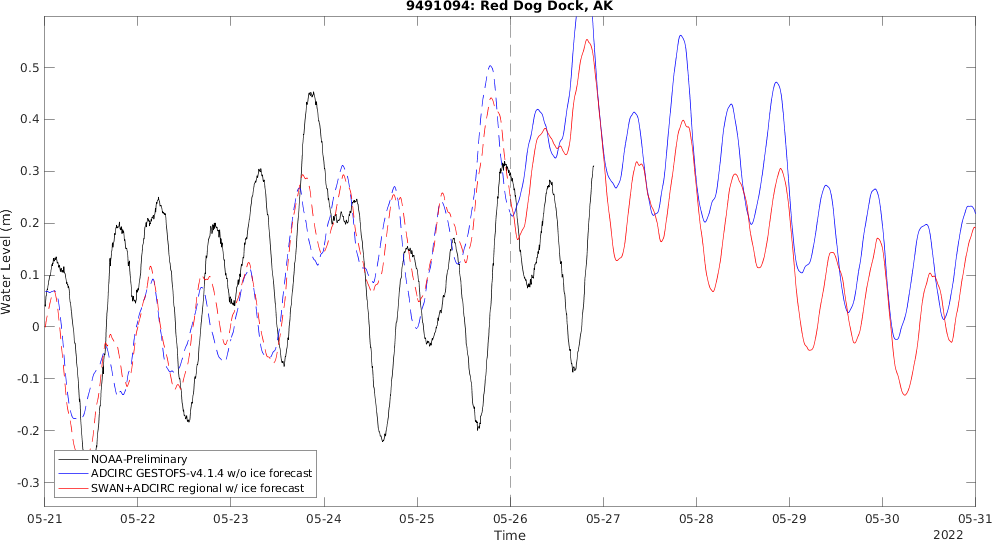 9491094: Red Dog Dock, AK
Water Level (m)
0.5
0.4
0.3
0.2
0.1
0
-0.1
-0.2
-0.3
NOAA-Preliminary
ADCIRC GESTOFS-v4.1.4 w/o ice forecast
SWAN+ADCIRC regional w/ ice forecast
05-21 05-22 05-23 05-24 05-25 05-26 05-27 05-28 05-29 05-30 05-31
Time
2022